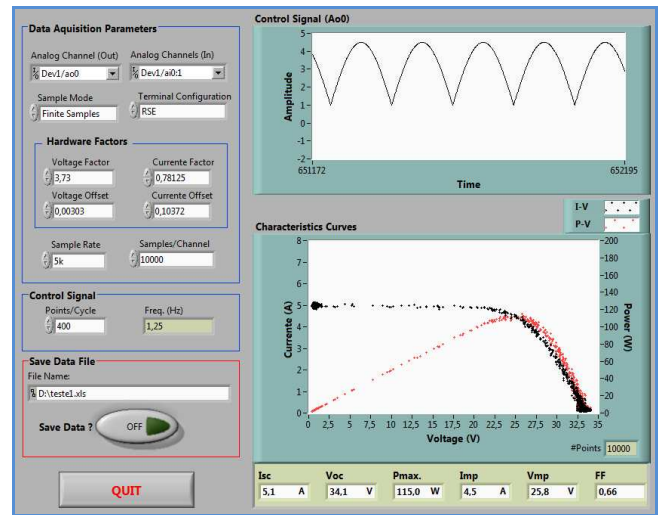 Data Aquisition Parameters
Analog Channel (Out) Analog Channels (In)
Dev1/ao0 Dev1/ai0:1
Sample Mode Terminal Configuration
Finite Samples RSE
Hardware Factors
Voltage Factor Currente Factor
3,73 0,78125
Voltage Offset Currente Offset
0,00303 0,10372
Sample Rate Samples/Channel
5k 10000
Control Signal
Points/Cycle Freq. (Hz)
400 1,25
Save Data File
File Name:
D:\teste1.xls
Save Data ? OFF
QUIT
Control Signal (Ao0)
Amplitude
5
4
3
2
1
0
-1
-2
651172 652195
Time
I-V
P-V
Characteristics Curves
Currente (A)
8
7
6
5
4
3
2
1
0
200
180
160
140
120
100
80
60
40
20
0
Power (W)
0 2,5 5 7,5 10 12,5 15 17,5 20 22,5 25 27,5 30 32,5 35
Voltage (V)
#Points 10000
Isc Voc Pmax. Imp Vmp FF
5,1 A 34,1 V 115,0 W 4,5 A 25,8 V 0,66